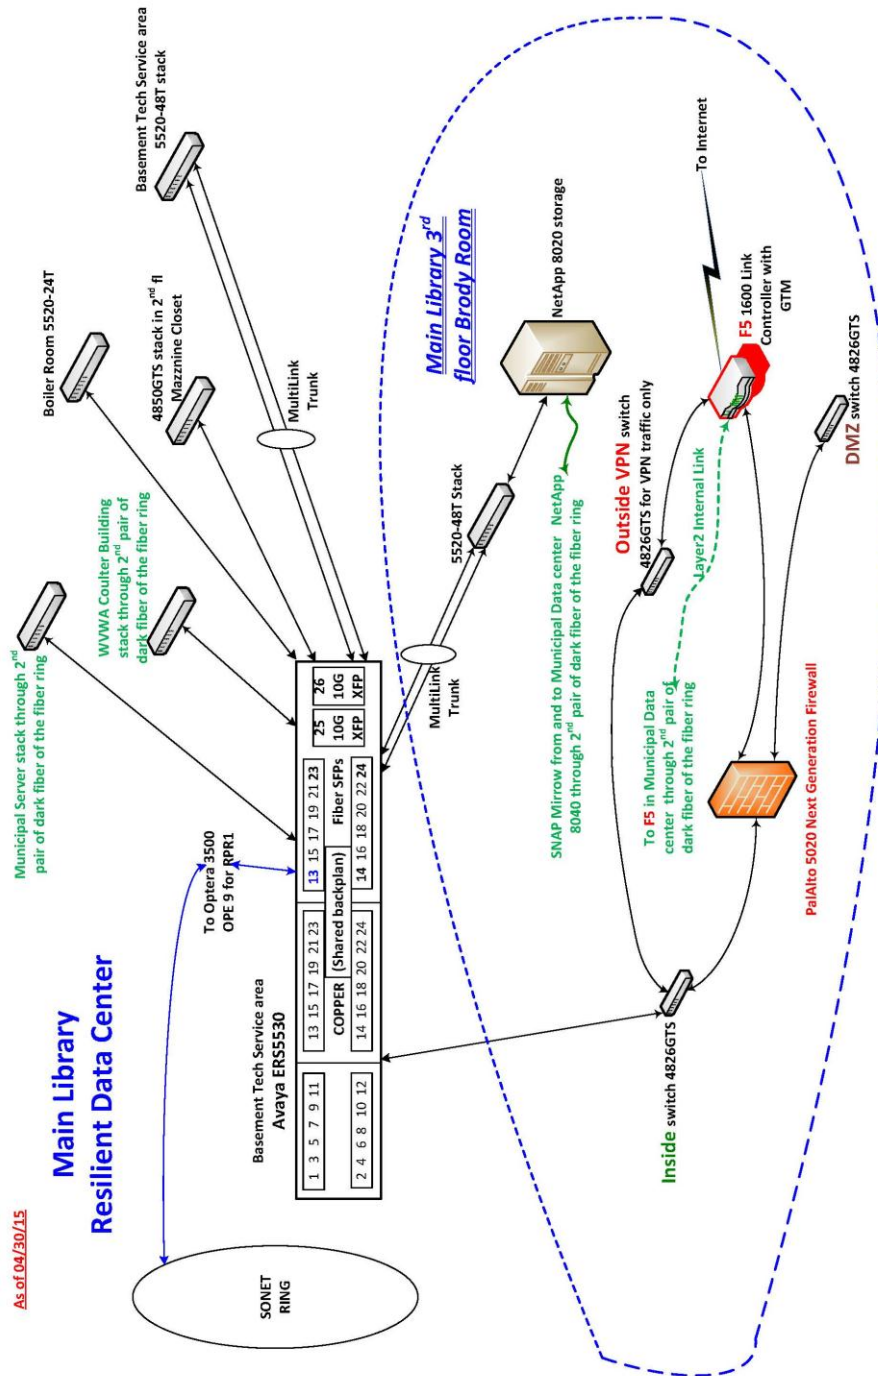 As of 04/30/15
Main Library
Resilient Data Center
SONET
RING
To Optera 3500
OPE 9 for RPR1
Municipal Server stack through 2nd
pair of dark fiber of the fiber ring
WVWA Coulter Building
stack through 2nd pair of
dark fiber of the fiber ring
Boiler Room 5520-24T
4850GTS stack in 2nd fl
Mazznine Closet
Basement Tech Service area
5520-48T stack
MultiLink
Trunk
Basement Tech Service area
Avaya ERS5530
1 3 5 7 9 11
2 4 6 8 10 12
13 15 17 19 21 23
COPPER
14 16 18 20 22 24
(Shared backplan)
13 15 17 19 21 23
Fiber SFPs
14 16 18 20 22 24
25
10G
XFP
26
10G
XFP
MultiLink
Trunk
5520-48T Stack
Main Library 3rd
floor Brody Room
NetApp 8020 storage
SNAP Mirrow from and to Municipal Data center NetApp
8040 through 2nd pair of dark fiber of the fiber ring
Outside VPN switch
4826GTS for VPN traffic only
To Internet
To F5 in Municipal Data
center through 2nd pair of
dark fiber of the fiber ring
Layer2 Internal Link
F5 1600 Link
Controller with
GTM
Inside switch 4826GTS
PalAlto 5020 Next Generation Firewall
DMZ switch 4826GTS